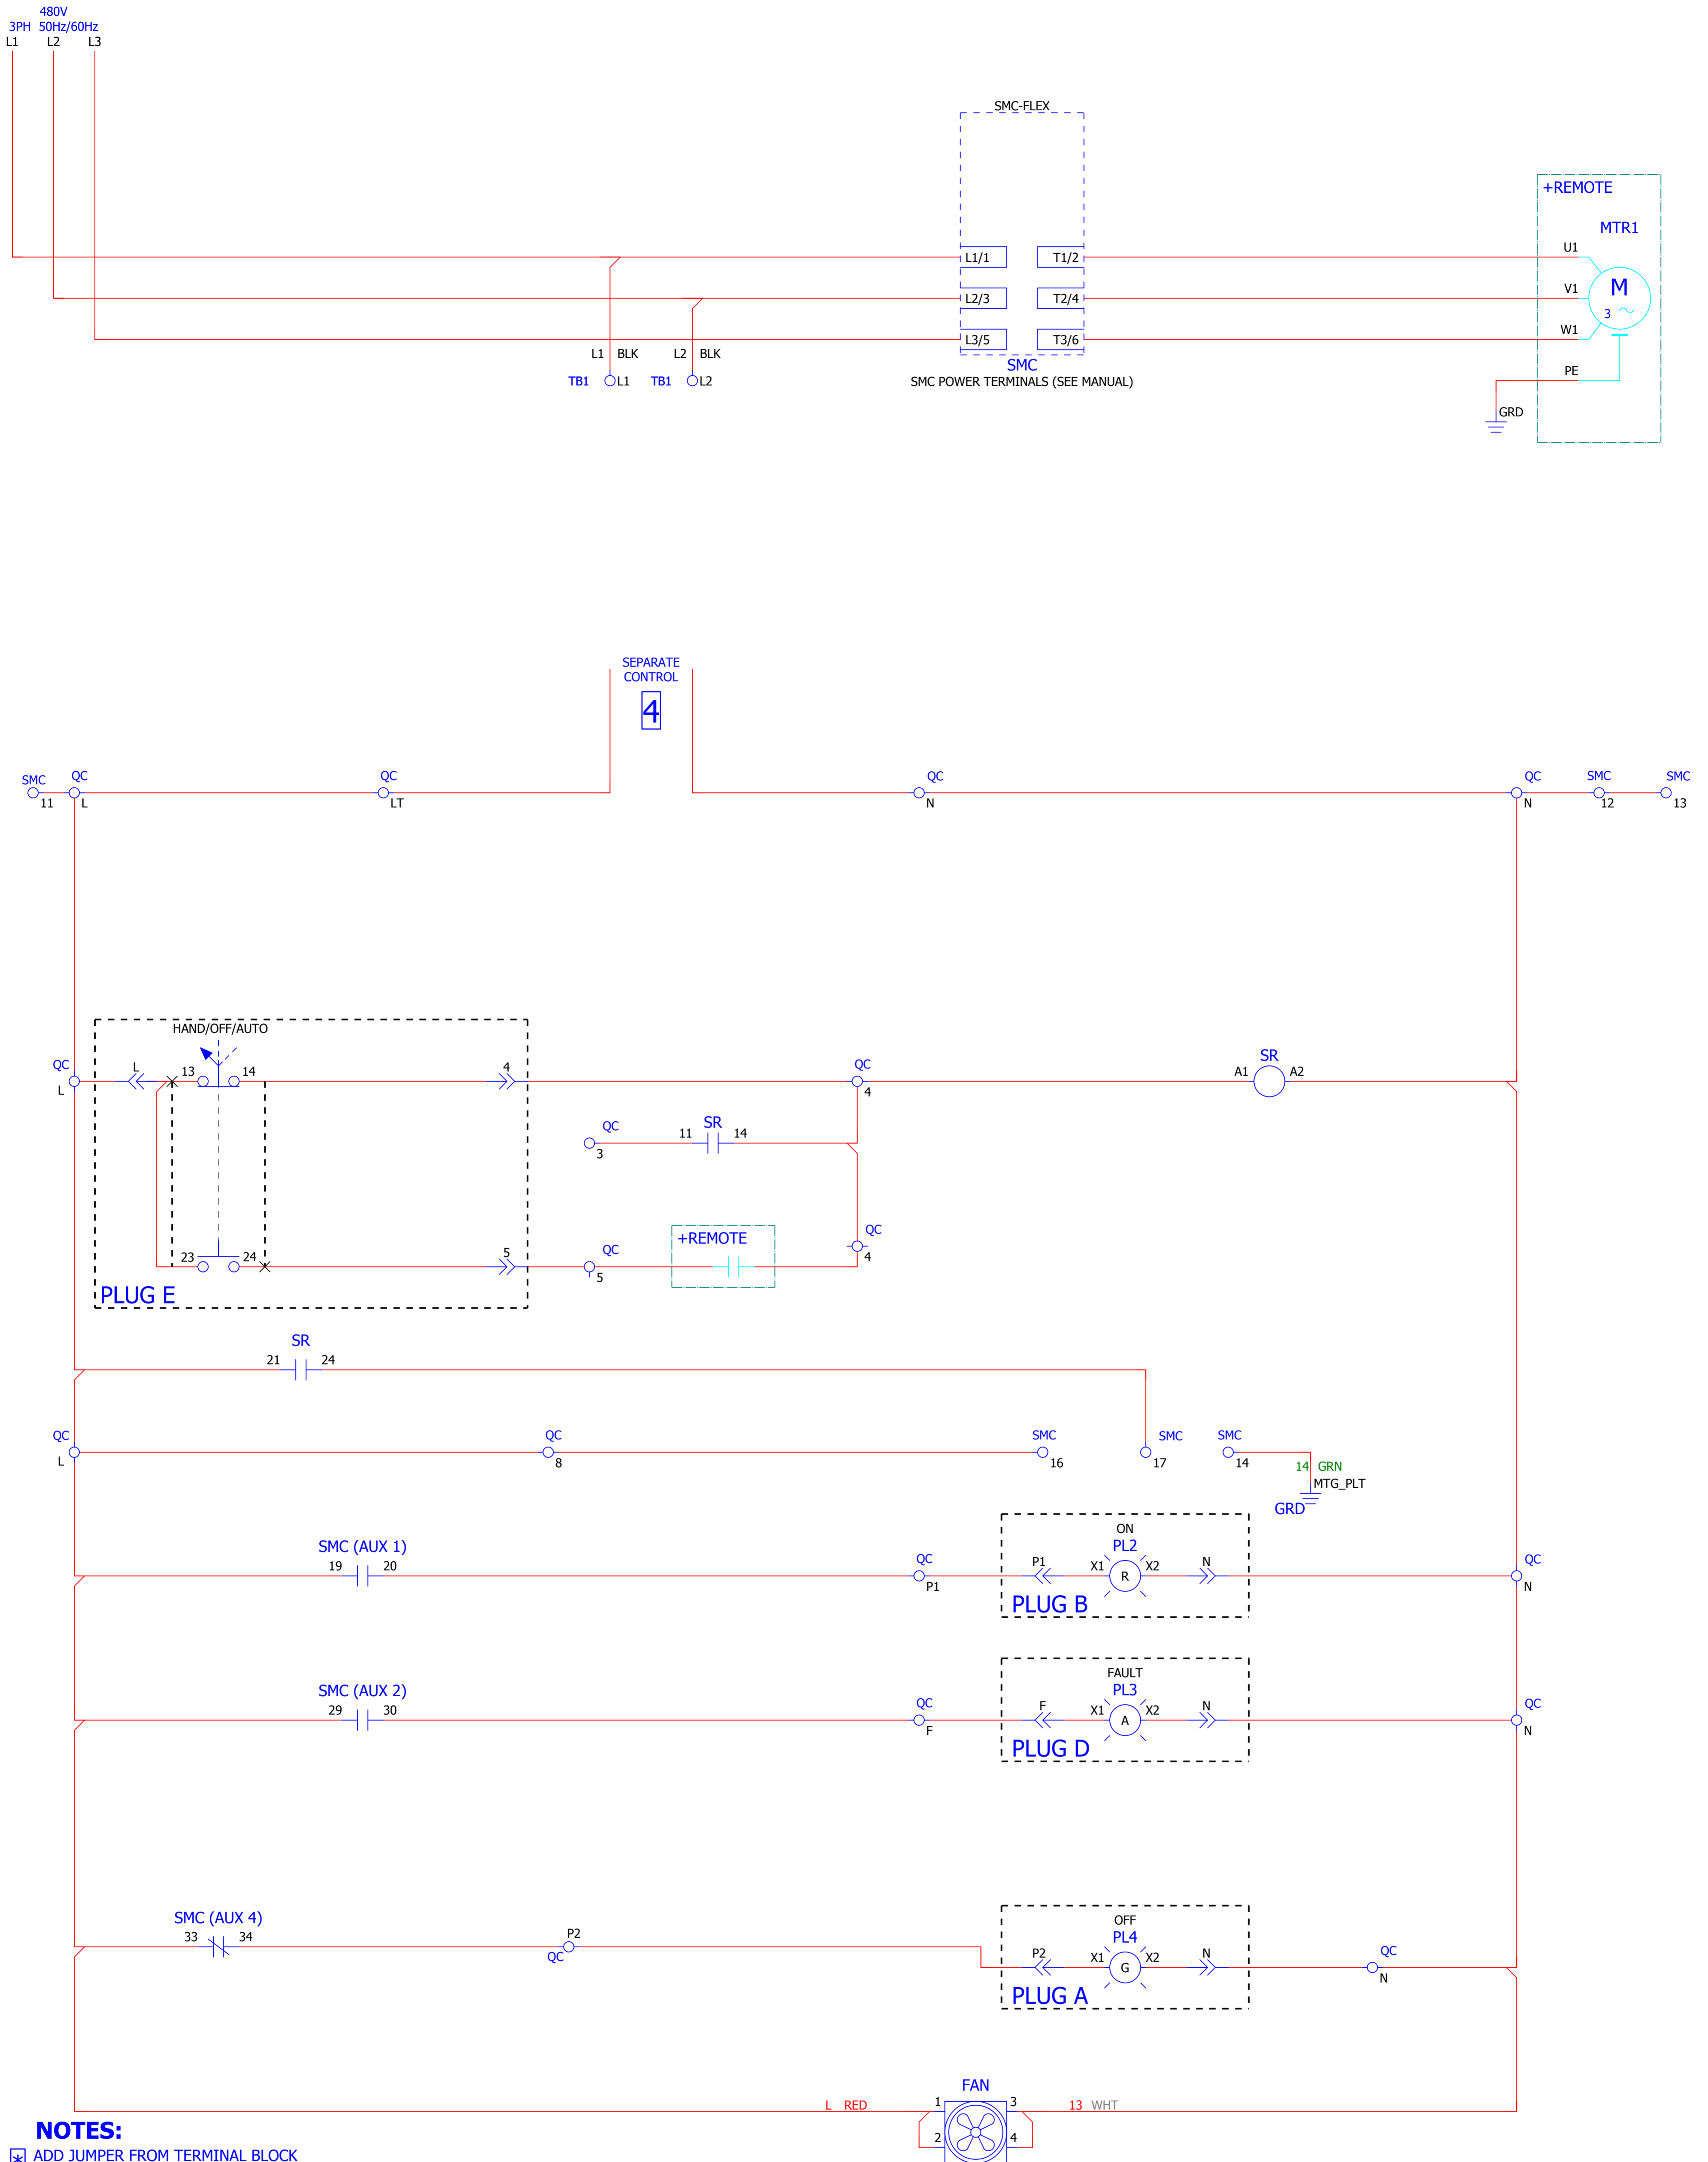 480V
3PH 50Hz/60Hz
L1 L2 L3
SMC-FLEX
+REMOTE
MTR1
L1/1 T1/2 U1
M
3
L2/3 T2/4 V1
L3/5 T3/6 W1
L1 BLK L2 BLK
SMC
TB1 L1 TB1 L2
SMC POWER TERMINALS (SEE MANUAL)
PE
GRD
SEPARATE
CONTROL
4
SMC QC QC QC QC SMC SMC
11 L LT N N 12 13
HAND/OFF/AUTO
QC L 13 14 4 QC SR
L 4 A1 A2
QC SR
3 11 14
QC
4
+REMOTE
23 24 5 QC
5
PLUG E
SR
21 24
QC QC SMC SMC SMC
L 8 16 17 14
14 GRN
MTG_PLT
GRD
ON
SMC (AUX 1) PL2
19 20 QC P1 X1 R X2 N QC
P1 N
PLUG B
FAULT
SMC (AUX 2) PL3
29 30 QC F X1 A X2 N QC
F N
PLUG D
OFF
SMC (AUX 4) PL4
33 34 P2
QC
P2 X1 G X2 N QC
N
PLUG A
FAN
L RED 1 3 13 WHT
2 4
NOTES:
* ADD JUMPER FROM TERMINAL BLOCK